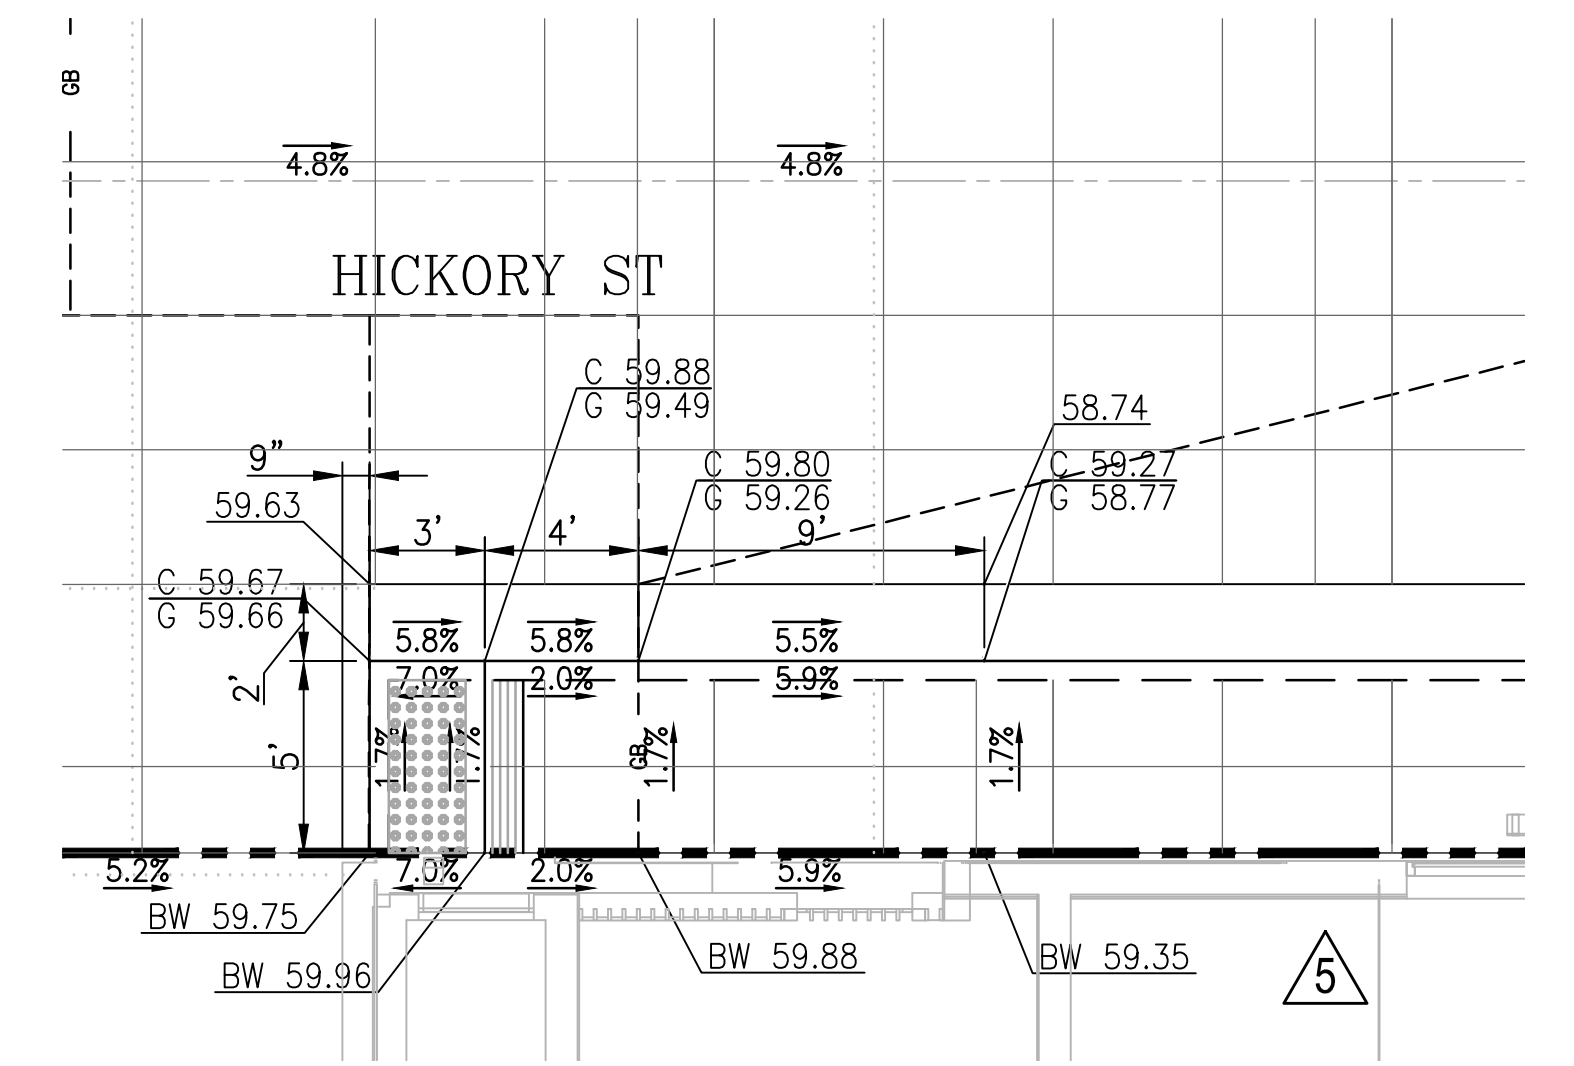 GB
4.8%
4.8%
HICKORY ST
C 59.88
G 59.49
58.74
9"
C 59.80
G 59.26
C 59.27
G 58.77
59.63
3'
4'
9'
C 59.67
G 59.66
5.8%
5.8%
5.5%
7.0%
2.0%
5.9%
2'
5'
1.7%
1.7%
GB
1.7%
1.7%
5.2%
7.0%
2.0%
5.9%
BW 59.75
BW 59.96
BW 59.88
BW 59.35
5